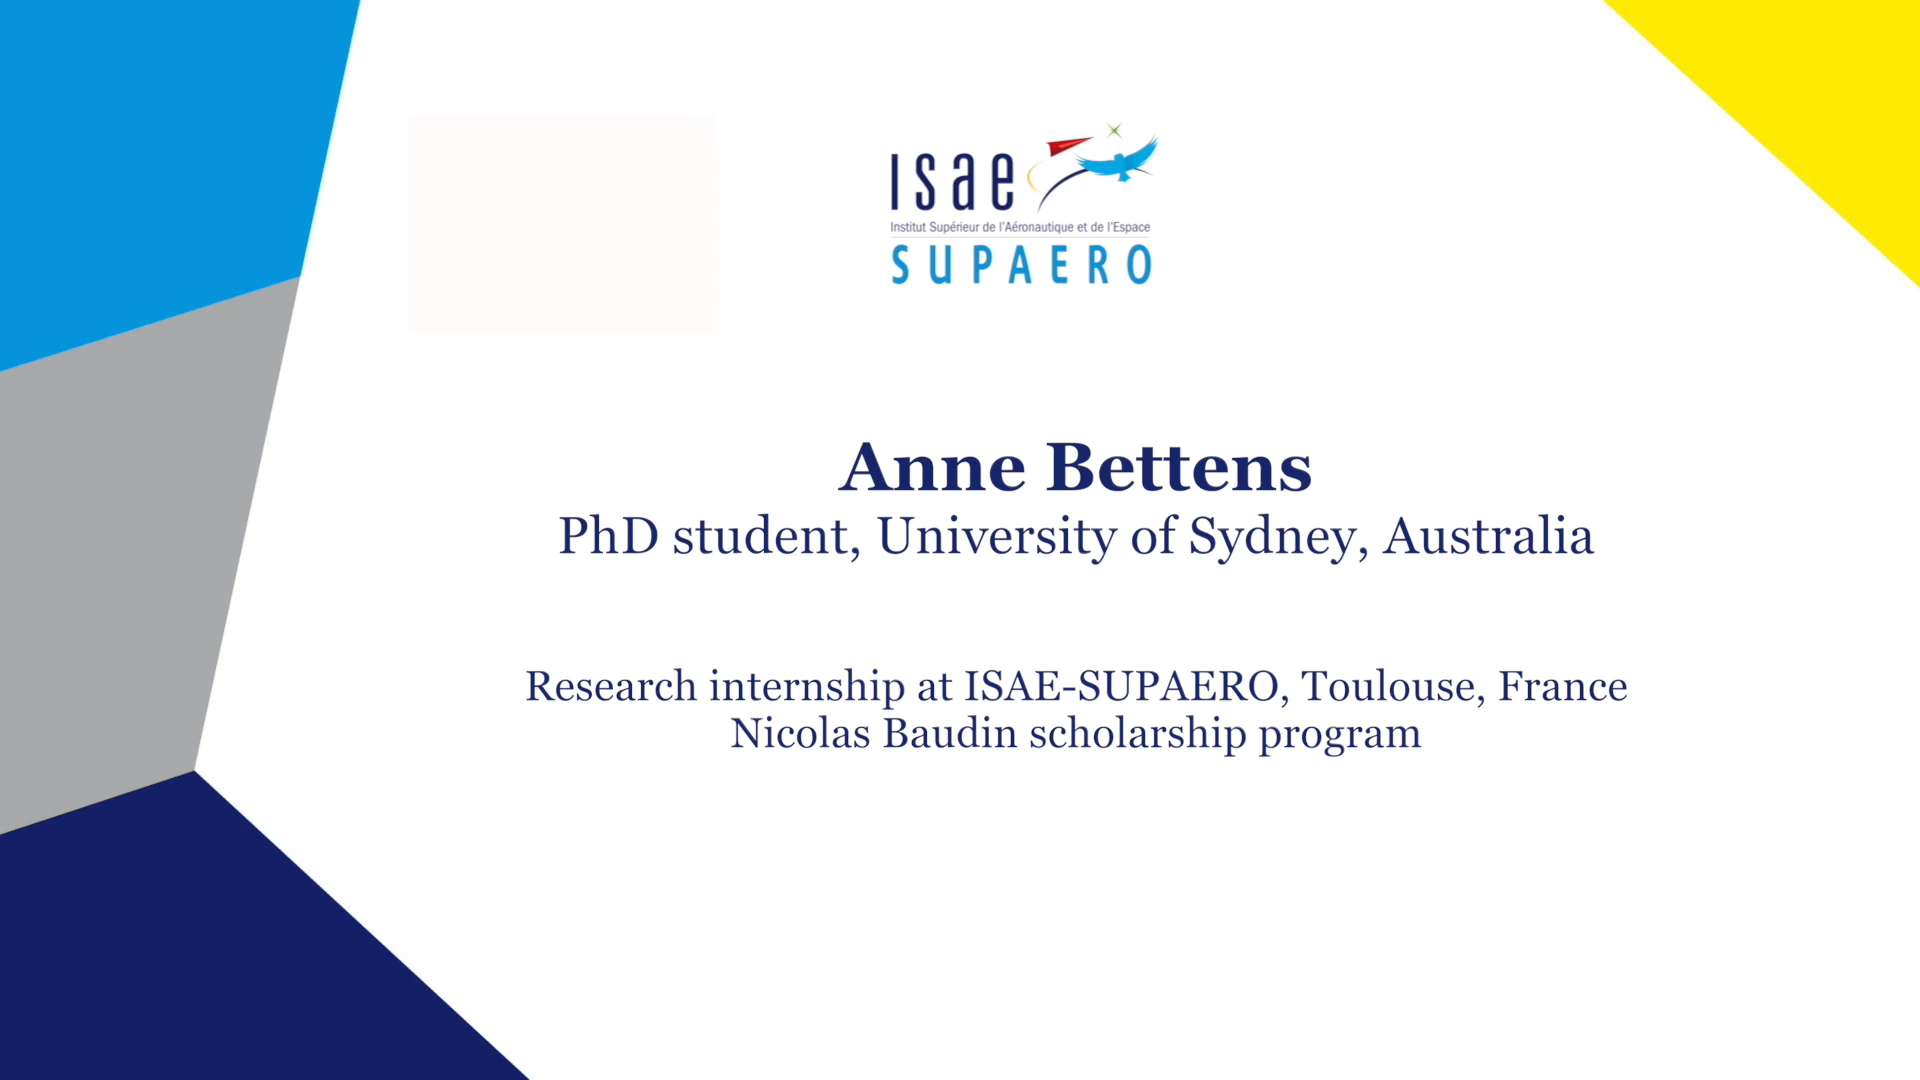 Isae
Institut Supérieur de l'Aéronautique et de l'Espace
SUPAERO
Anne Bettens
PhD student, University of Sydney, Australia
Research internship at ISAE-SUPAERO, Toulouse, France
Nicolas Baudin scholarship program